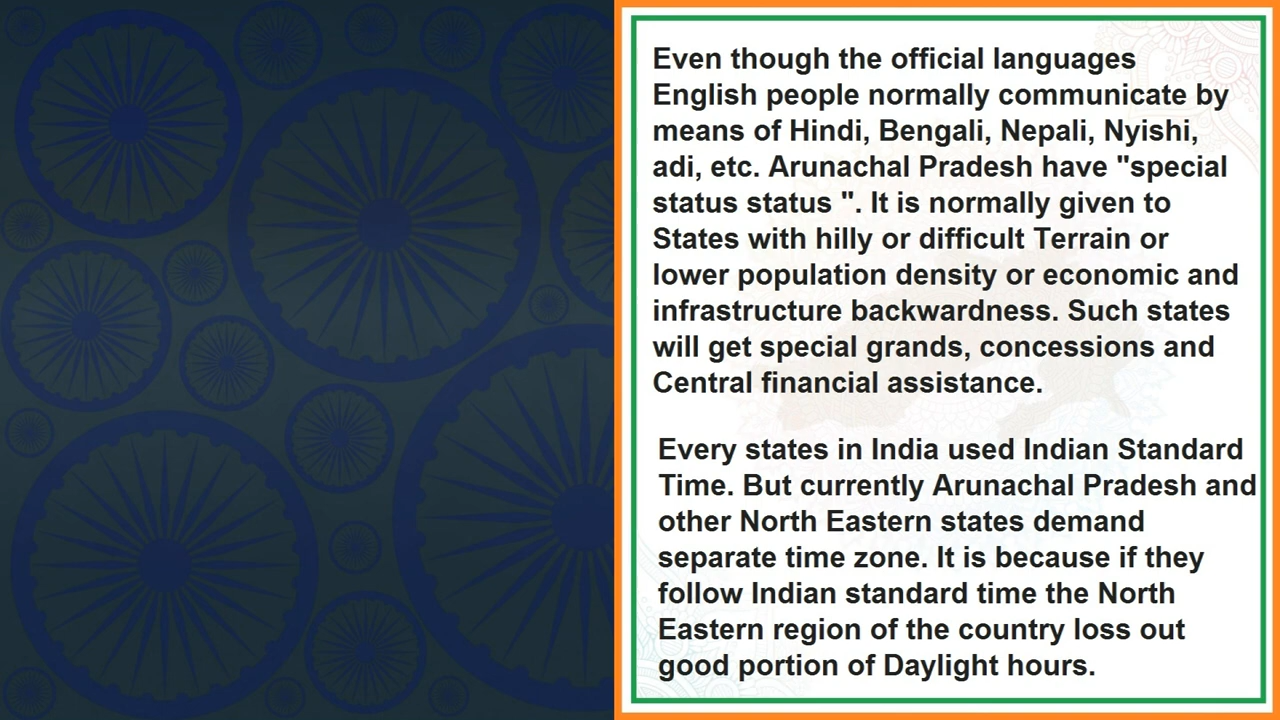 Even though the official languages
English people normally communicate by
means of Hindi, Bengali, Nepali, Nyishi,
adi, etc. Arunachal Pradesh have "special
status status ". It is normally given to
States with hilly or difficult Terrain or
lower population density or economic and
infrastructure backwardness. Such states
will get special grands, concessions and
Central financial assistance.
Every states in India used Indian Standard
Time. But currently Arunachal Pradesh and
other North Eastern states demand
separate time zone. It is because if they
follow Indian standard time the North
Eastern region of the country loss out
good portion of Daylight hours.